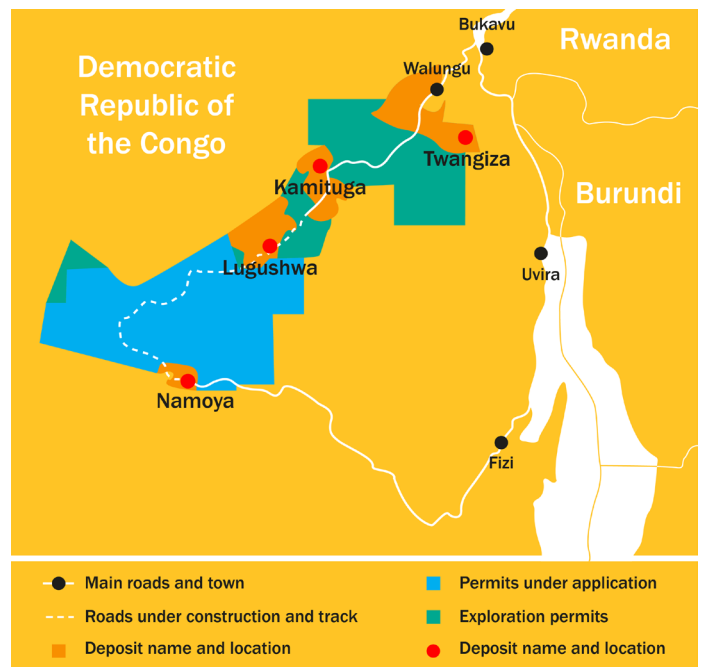 Bukavu
Rwanda
Democratic
Republic of
the Congo
Walungu
Twangiza
Kamituga
Burundi
Lugushwa
Uvira
Namoya
Fizi
Main roads and town
Permits under application
Roads under construction and track
Exploration permits
Deposit name and location
Deposit name and location